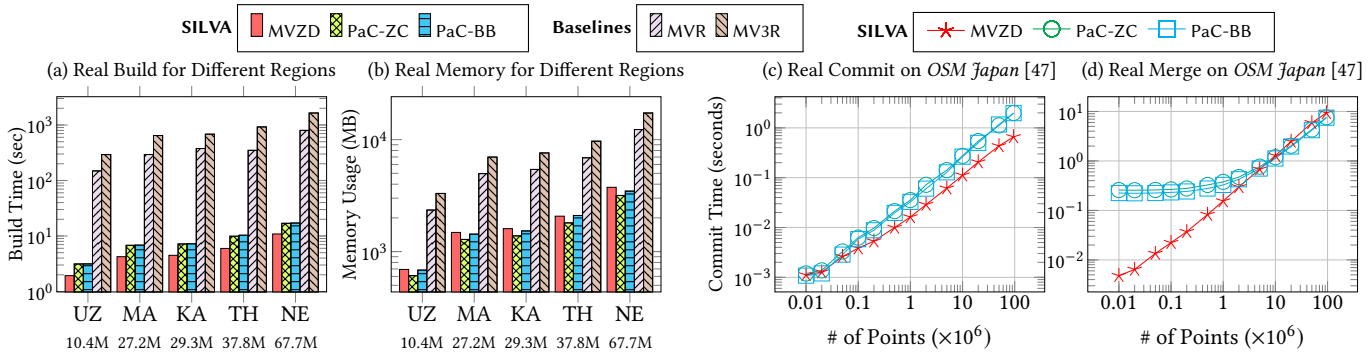 SILVA MVZD PaC-ZC PaC-BB Baselines MVR MV3R SILVA MVZD PaC-ZC PaC-BB
(a) Real Build for Different Regions
Build Time (sec)
10³
10²
10¹
10⁰
UZ MA KA TH NE
10.4M 27.2M 29.3M 37.8M 67.7M
(b) Real Memory for Different Regions
Memory Usage (MB)
10⁴
10³
UZ MA KA TH NE
10.4M 27.2M 29.3M 37.8M 67.7M
(c) Real Commit on OSM Japan [47]
Commit Time (seconds)
10⁰
10⁻¹
10⁻²
10⁻³
0.01 0.1 1 10 100
# of Points (×10⁶)
(d) Real Merge on OSM Japan [47]
10¹
10⁰
10⁻¹
10⁻²
0.01 0.1 1 10 100
# of Points (×10⁶)